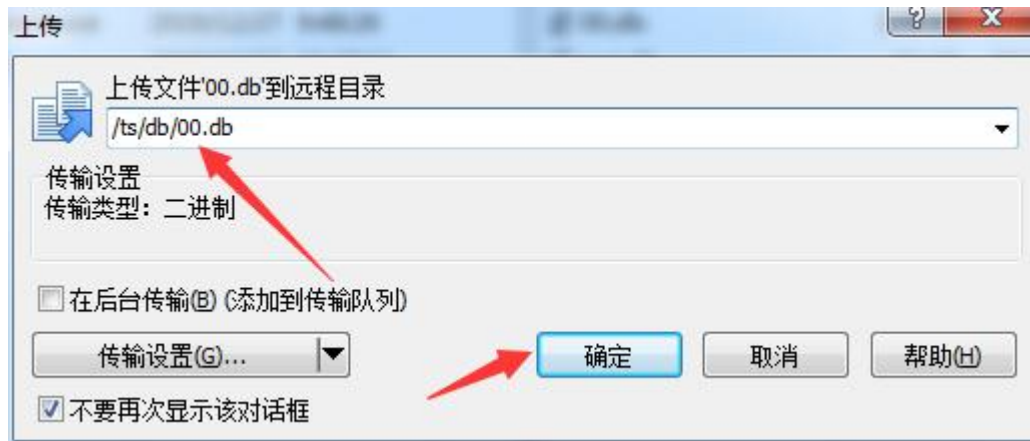 上传
上传文件'00.db'到远程目录
/ts/db/00.db
传输设置
传输类型：二进制
在后台传输(B) (添加到传输队列)
传输设置(G)...
确定
取消
帮助(H)
不要再次显示该对话框